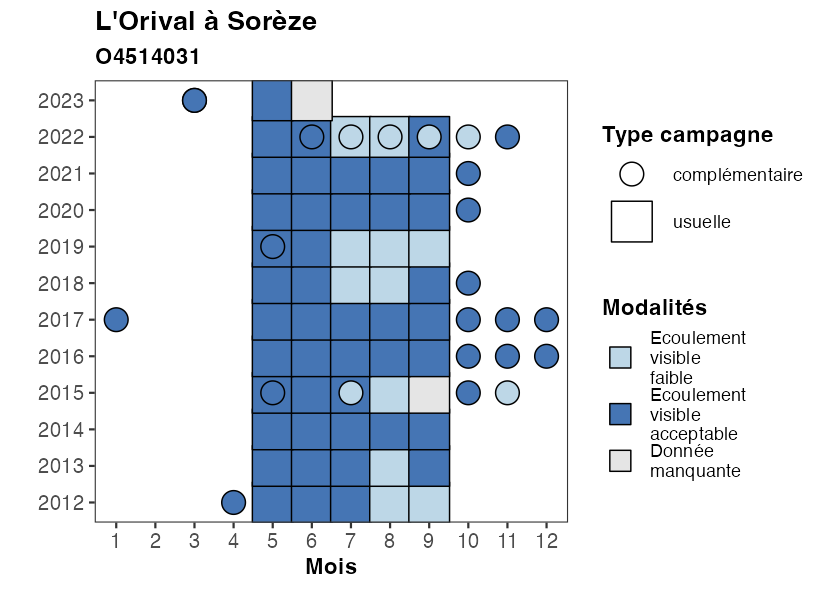 L'Orival à Sorèze
O4514031
2023
2022
2021
2020
2019
2018
2017
2016
2015
2014
2013
2012
1 2 3 4 5 6 7 8 9 10 11 12
Mois
Type campagne
complémentaire
usuelle
Modalités
Ecoulement
visible
faible
Ecoulement
visible
acceptable
Donnée
manquante